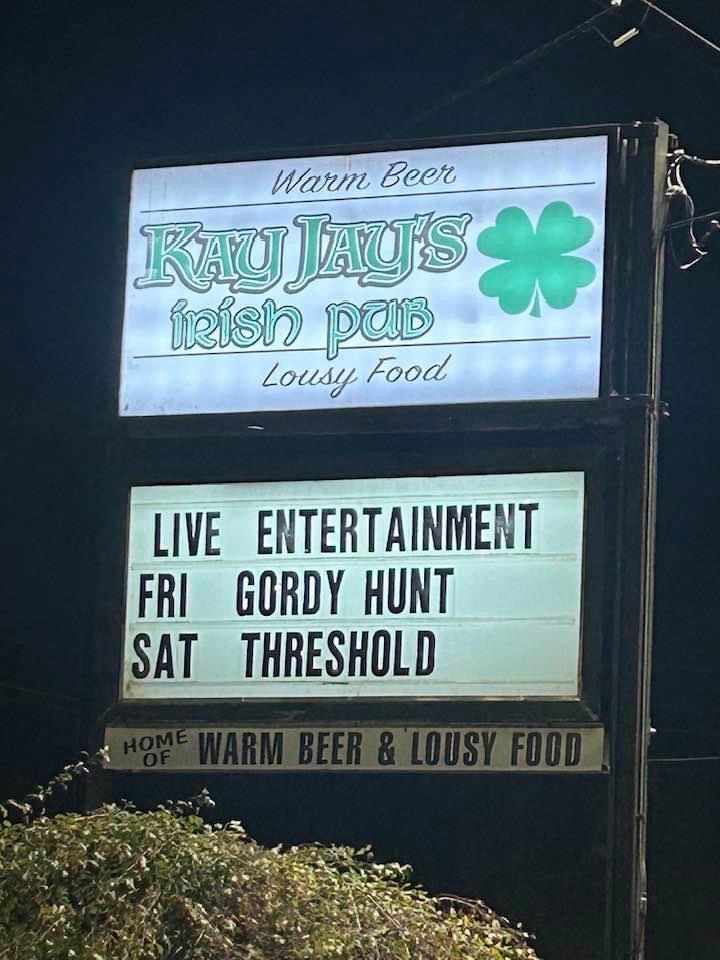 Warm Beer
KAY JAY'S
IRISH PUB
Lousy Food
LIVE ENTERTAINMENT
FRI GORDY HUNT
SAT THRESHOLD
HOME OF WARM BEER & LOUSY FOOD